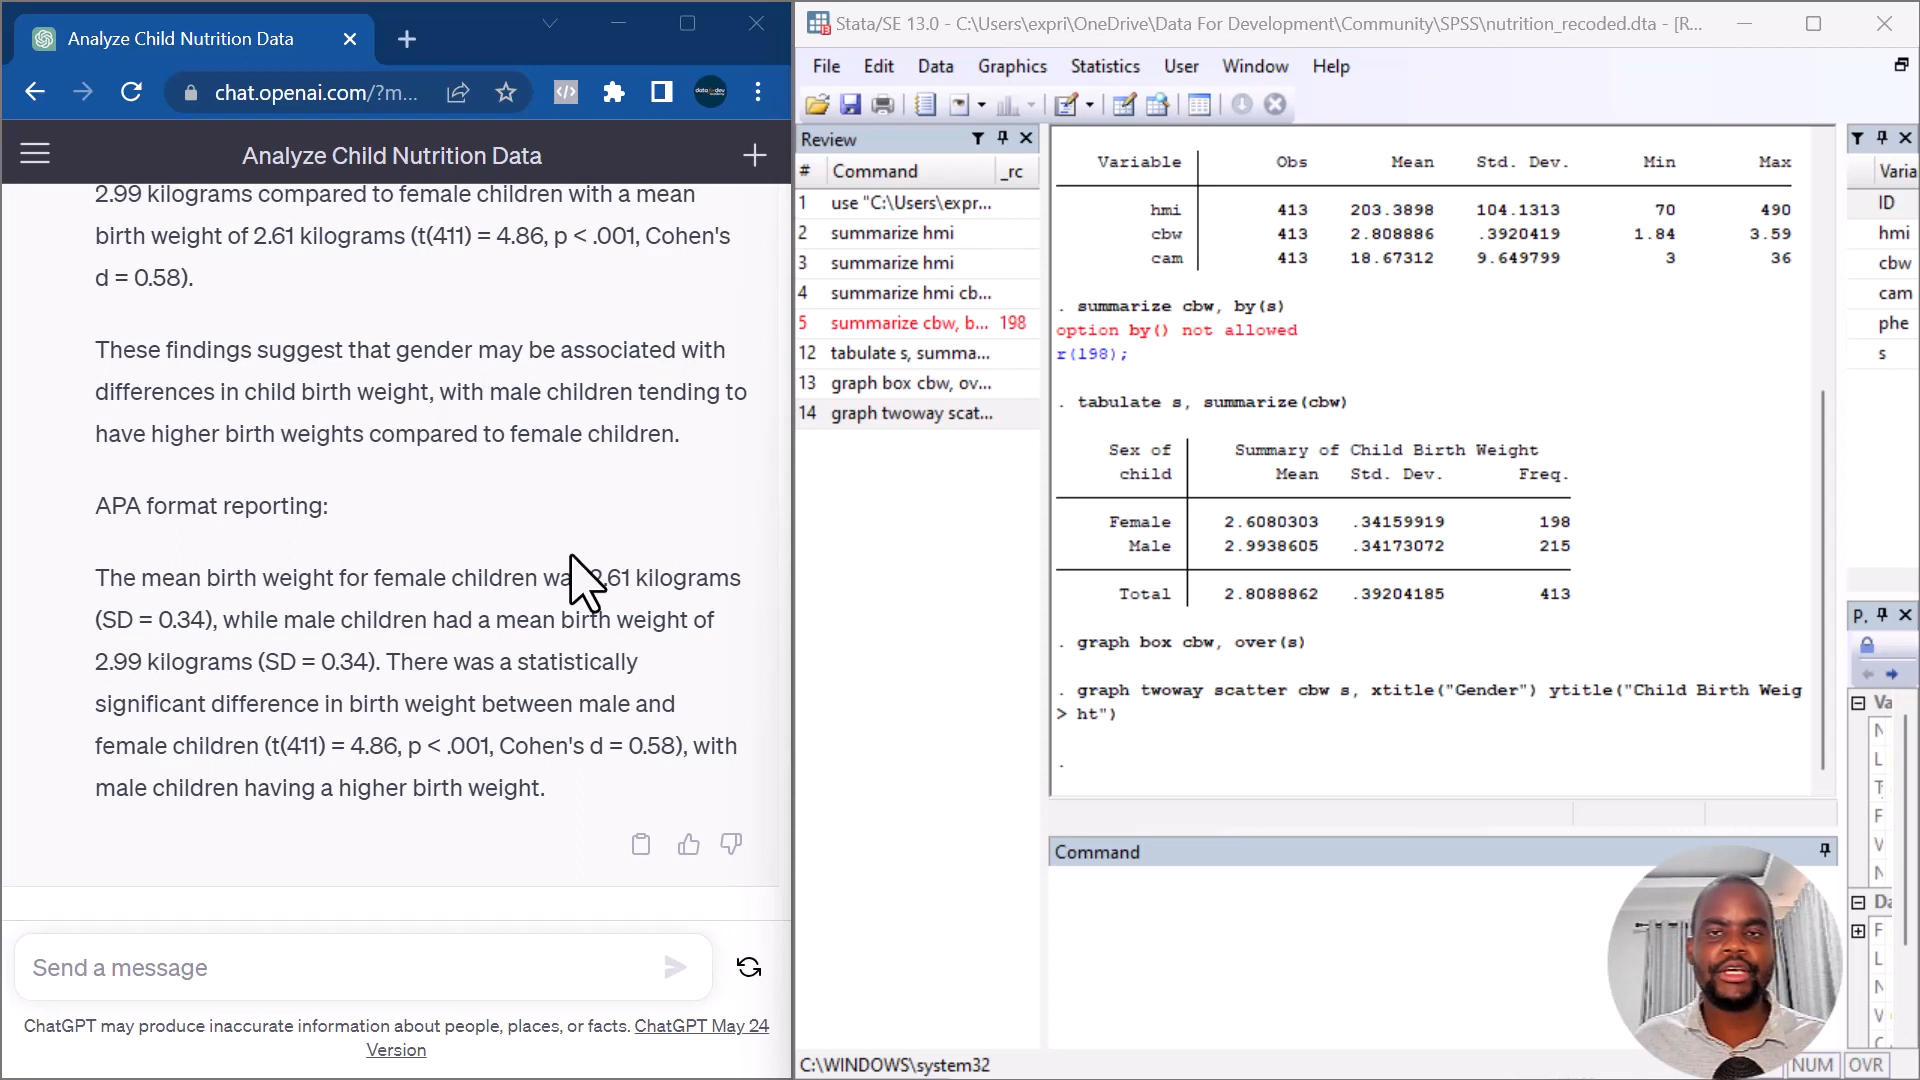 Analyze Child Nutrition Data
chat.openai.com/?m...
Analyze Child Nutrition Data
2.99 kilograms compared to female children with a mean
birth weight of 2.61 kilograms (t(411) = 4.86, p < .001, Cohen's
d = 0.58).
These findings suggest that gender may be associated with
differences in child birth weight, with male children tending to
have higher birth weights compared to female children.
APA format reporting:
The mean birth weight for female children wa 2.61 kilograms
(SD = 0.34), while male children had a mean birth weight of
2.99 kilograms (SD = 0.34). There was a statistically
significant difference in birth weight between male and
female children (t(411) = 4.86, p < .001, Cohen's d = 0.58), with
male children having a higher birth weight.
Send a message
ChatGPT may produce inaccurate information about people, places, or facts. ChatGPT May 24
Version
Stata/SE 13.0 - C:\Users\expri\OneDrive\Data For Development\Community\SPSS\nutrition_recoded.dta - [R...
File Edit Data Graphics Statistics User Window Help
Review
# Command _rc
1 use "C:\Users\expr...
2 summarize hmi
3 summarize hmi
4 summarize hmi cb...
5 summarize cbw, b... 198
12 tabulate s, summa...
13 graph box cbw, ov...
14 graph twoway scat...
Variable Obs Mean Std. Dev. Min Max
hmi 413 203.3898 104.1313 70 490
cbw 413 2.808886 .3920419 1.84 3.59
cam 413 18.67312 9.649799 3 36
. summarize cbw, by(s)
option by() not allowed
r(198);
. tabulate s, summarize(cbw)
Sex of Summary of Child Birth Weight
child Mean Std. Dev. Freq.
Female 2.6080303 .34159919 198
Male 2.9938605 .34173072 215
Total 2.8088862 .39204185 413
. graph box cbw, over(s)
. graph twoway scatter cbw s, xtitle("Gender") ytitle("Child Birth Weig
> ht")
.
Command
C:\WINDOWS\system32
NUM OVR
Varia
ID
hmi
cbw
cam
phe
s
P.
Va
N
L
T
F
V
N
Da
F
L
N
V